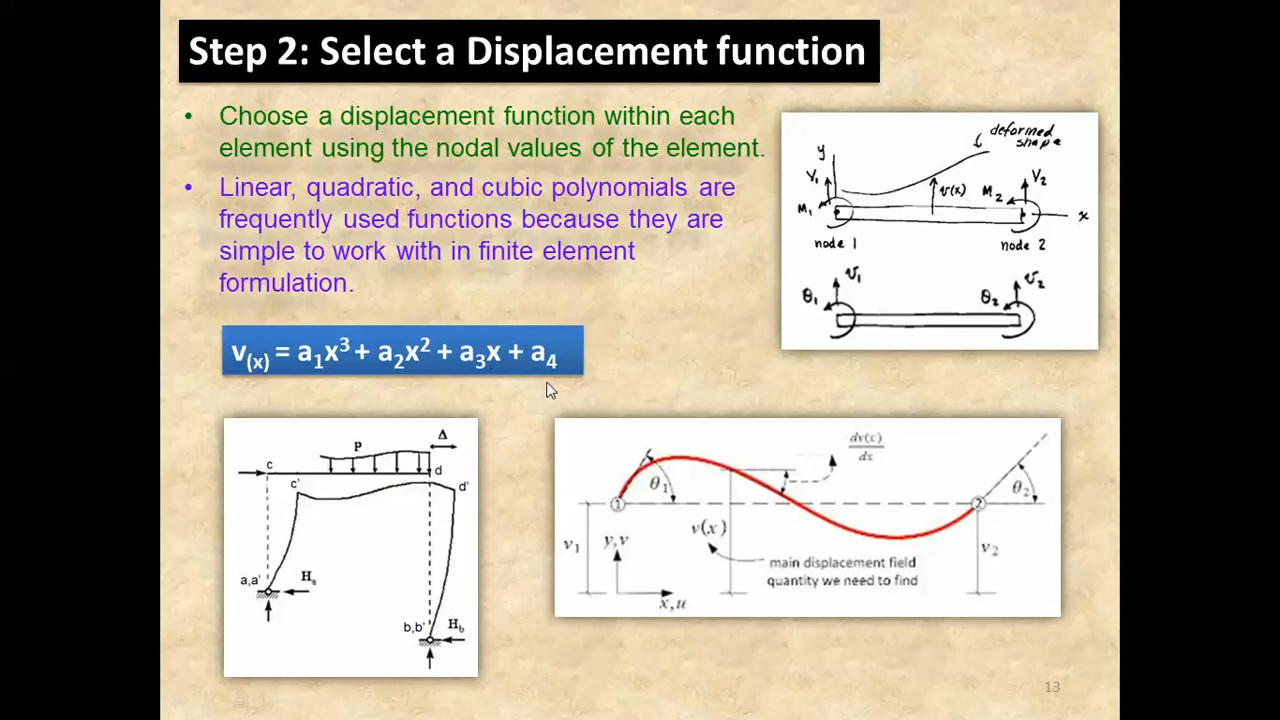 Step 2: Select a Displacement function
• Choose a displacement function within each
element using the nodal values of the element.
• Linear, quadratic, and cubic polynomials are
frequently used functions because they are
simple to work with in finite element
formulation.
v(x) = a1x³ + a2x² + a3x + a4
deformed
shape
y
V1
v(x)
M2
V2
M1
x
node 1
node 2
v1
v2
θ1
θ2
P
Δ
c
d
c'
d'
a,a'
Ha
b,b'
Hb
dv(x)
dx
θ1
θ2
1
2
v(x)
v1
y,v
v2
main displacement field
quantity we need to find
x,u
13